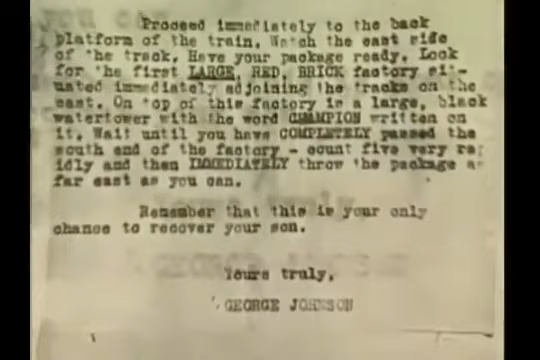 Proceed immediately to the back
platform of the train. Watch the east side
of the track. Have your package ready. Look
for the first LARGE, RED, BRICK factory sit-
uated immediately adjoining the tracks on the
east. On top of this factory is a large, black
watertower with the word CHAMPION written on
it. Wait until you have COMPLETELY passed the
south end of the factory - count five very ra
idly and then IMMEDIATELY throw the package a
far east as you can.
Remember that this is your only
chance to recover your son.
Yours truly,
GEORGE JOHNSON